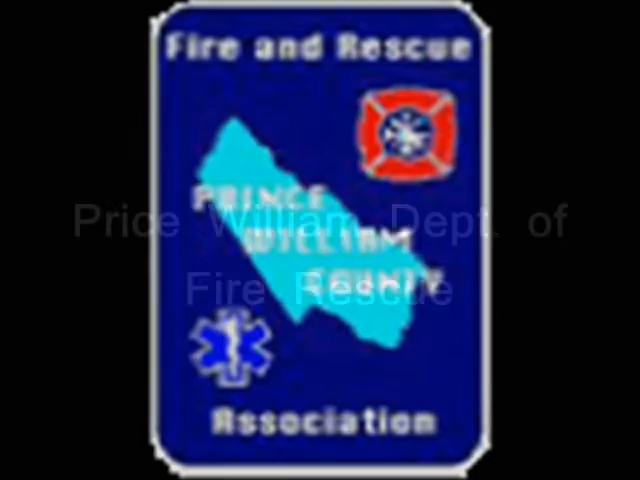 Fire and Rescue
PRINCE
Price William Dept. of
WILLIAM
COUNTY
Fire Rescue
Association